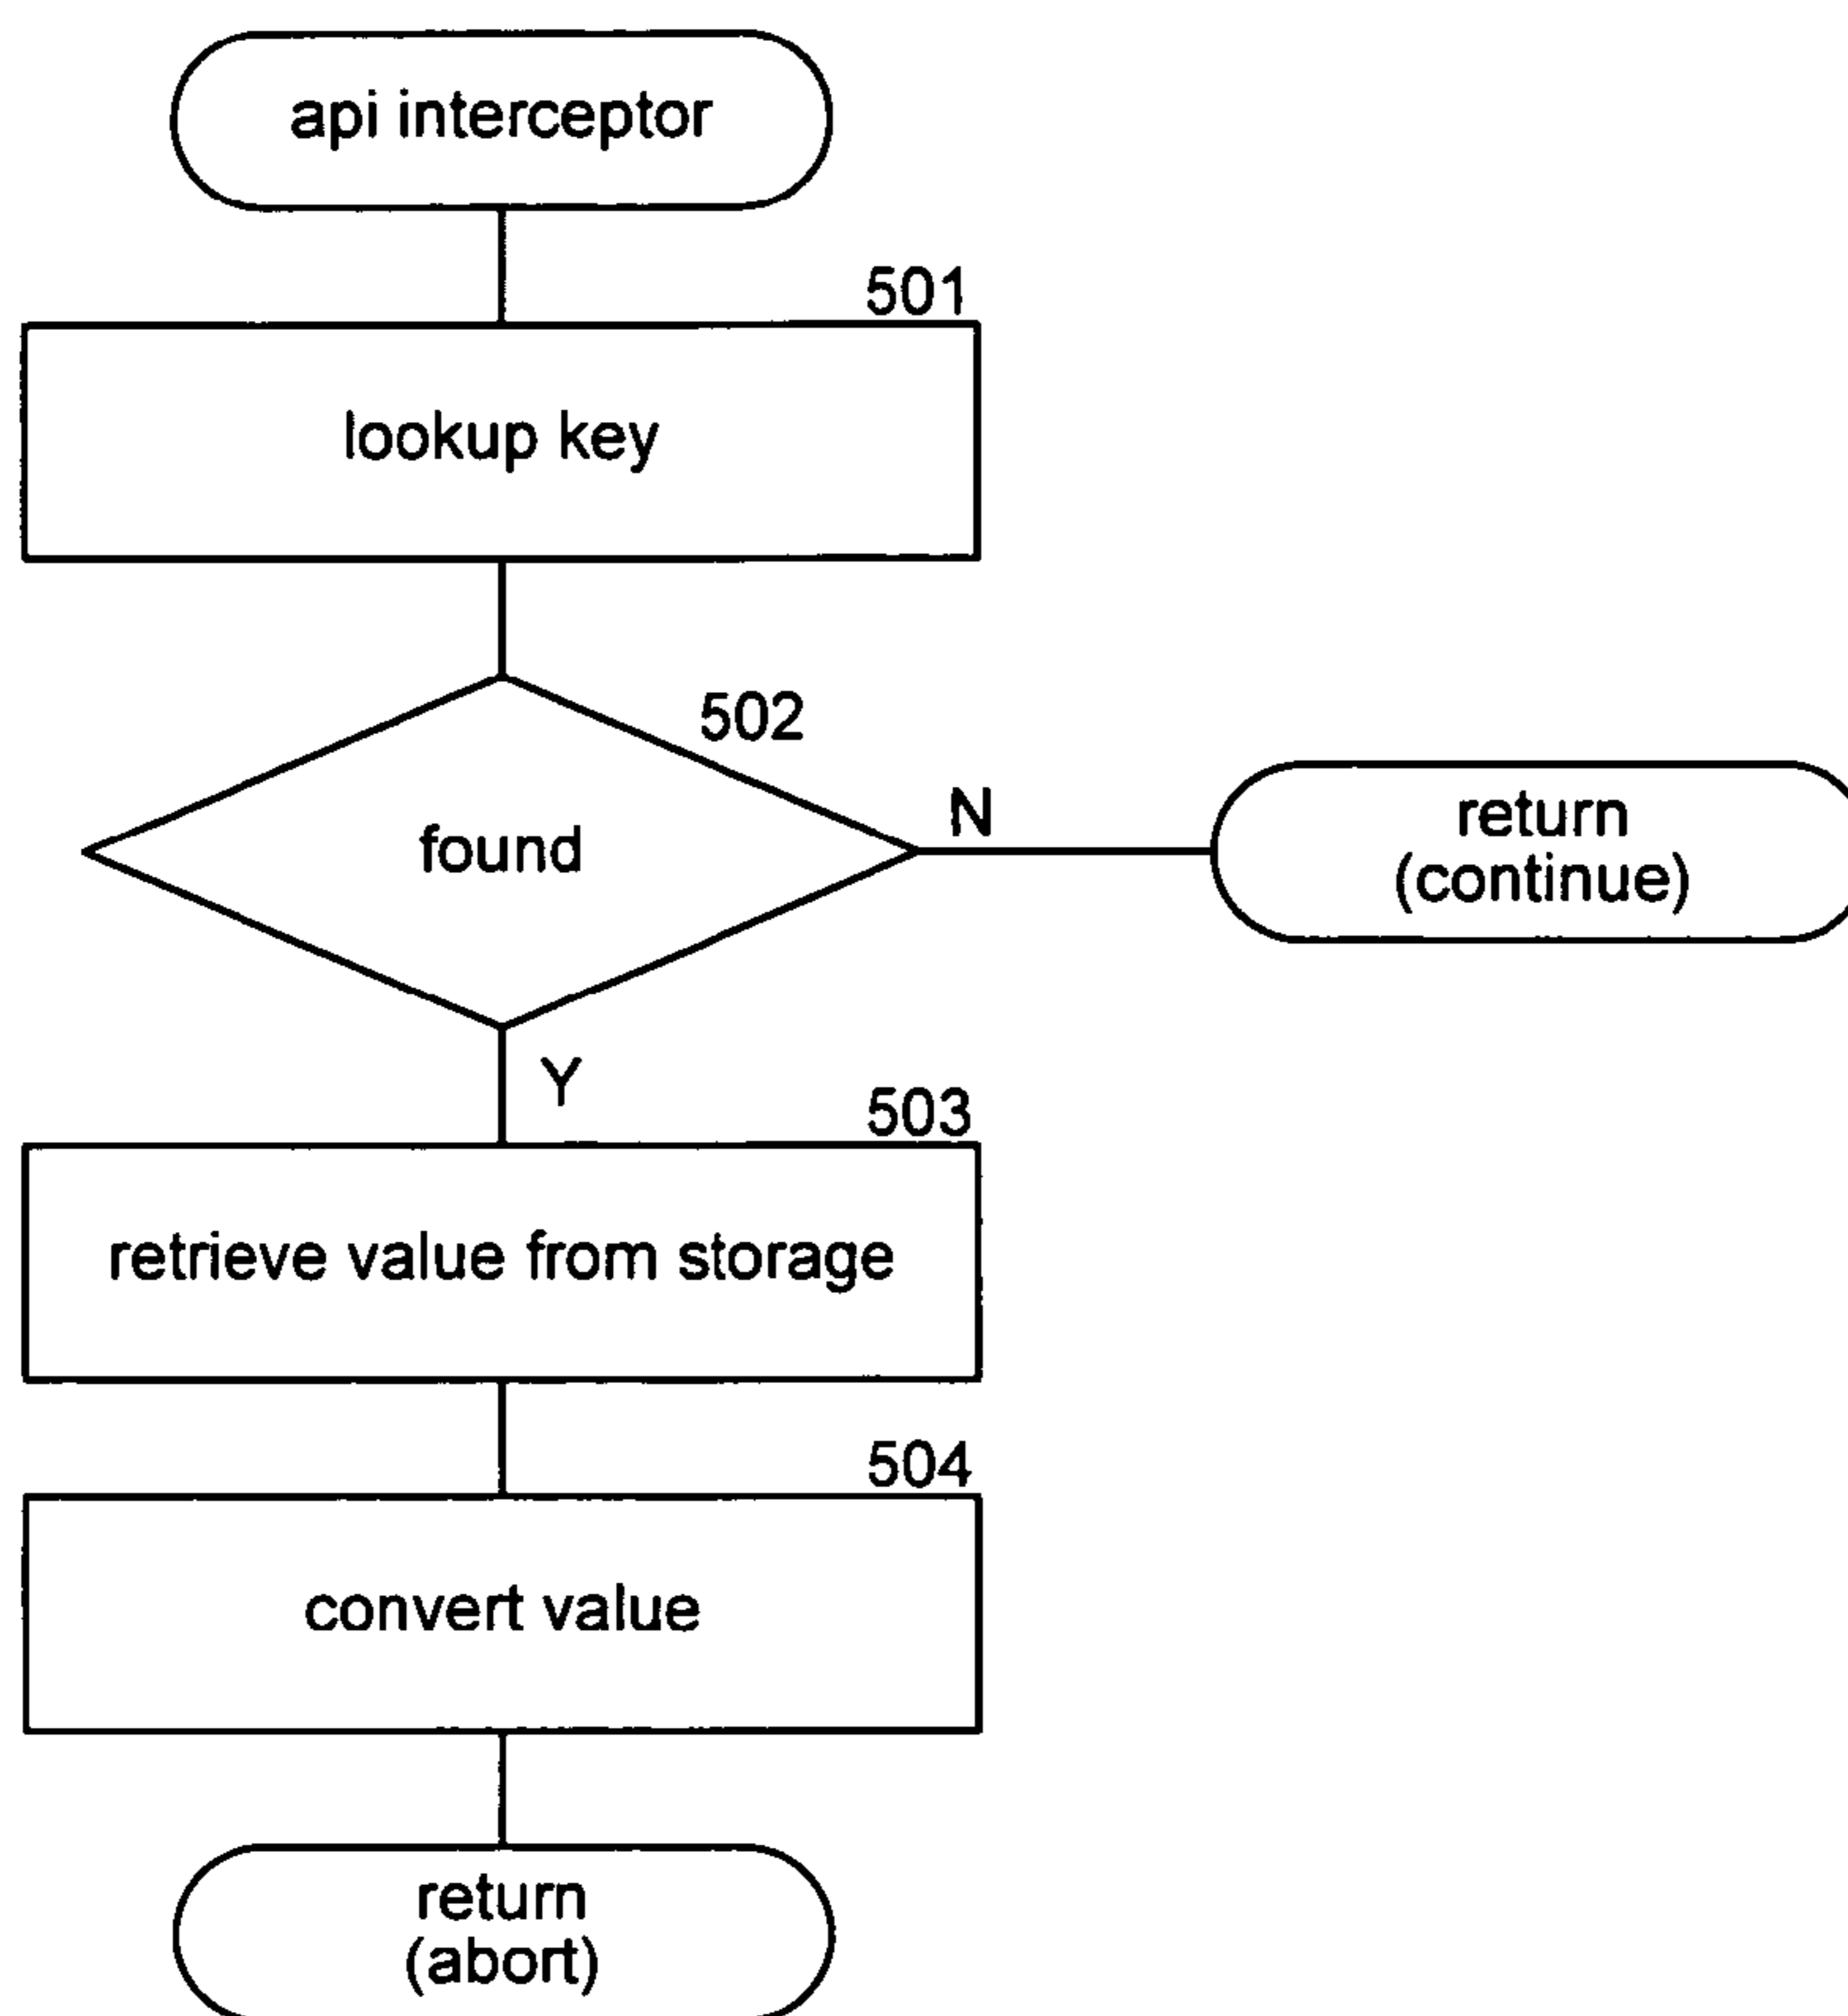 api interceptor
501
lookup key
502
found
N
return
(continue)
Y
503
retrieve value from storage
504
convert value
return
(abort)